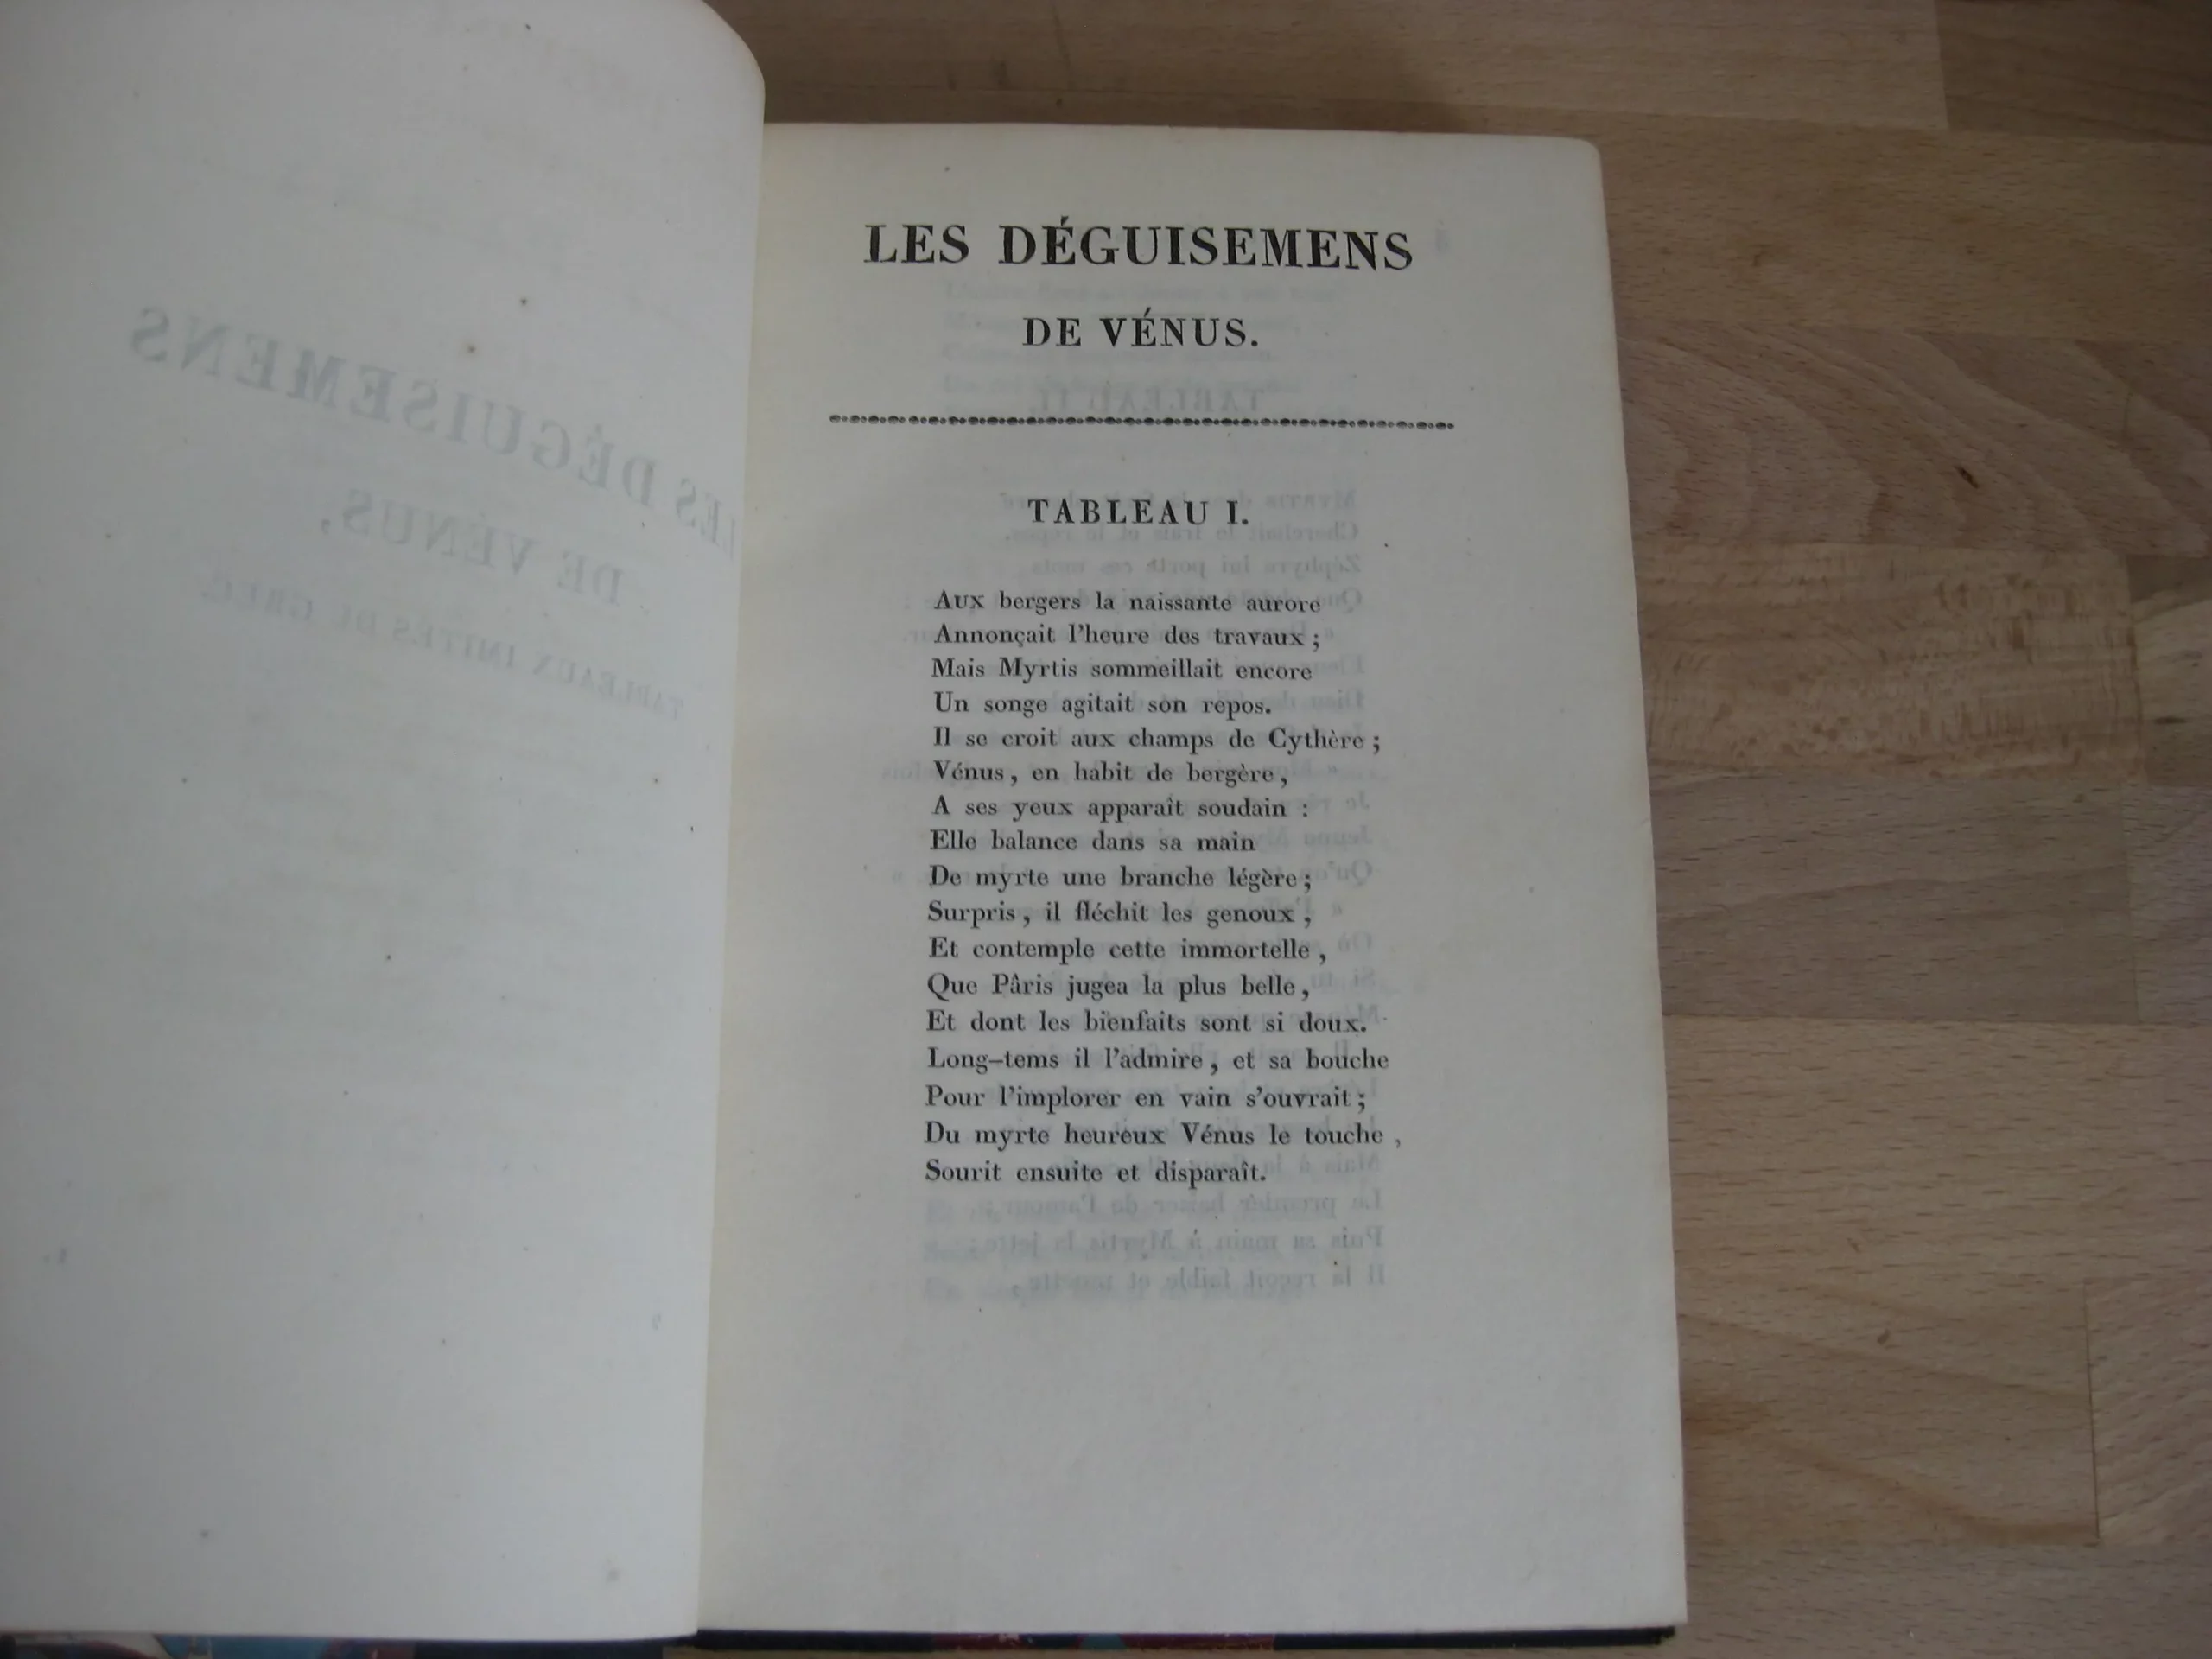 LES DÉGUISEMENS
DE VÉNUS.
TABLEAU I.
Aux bergers la naissante aurore
Annonçait l'heure des travaux ;
Mais Myrtis sommeillait encore
Un songe agitait son repos.
Il se croit aux champs de Cythère ;
Vénus, en habit de bergère,
A ses yeux apparaît soudain :
Elle balance dans sa main
De myrte une branche légère ;
Surpris, il fléchit les genoux,
Et contemple cette immortelle,
Que Pâris jugea la plus belle,
Et dont les bienfaits sont si doux.
Long-tems il l'admire, et sa bouche
Pour l'implorer en vain s'ouvrait ;
Du myrte heureux Vénus le touche,
Sourit ensuite et disparaît.